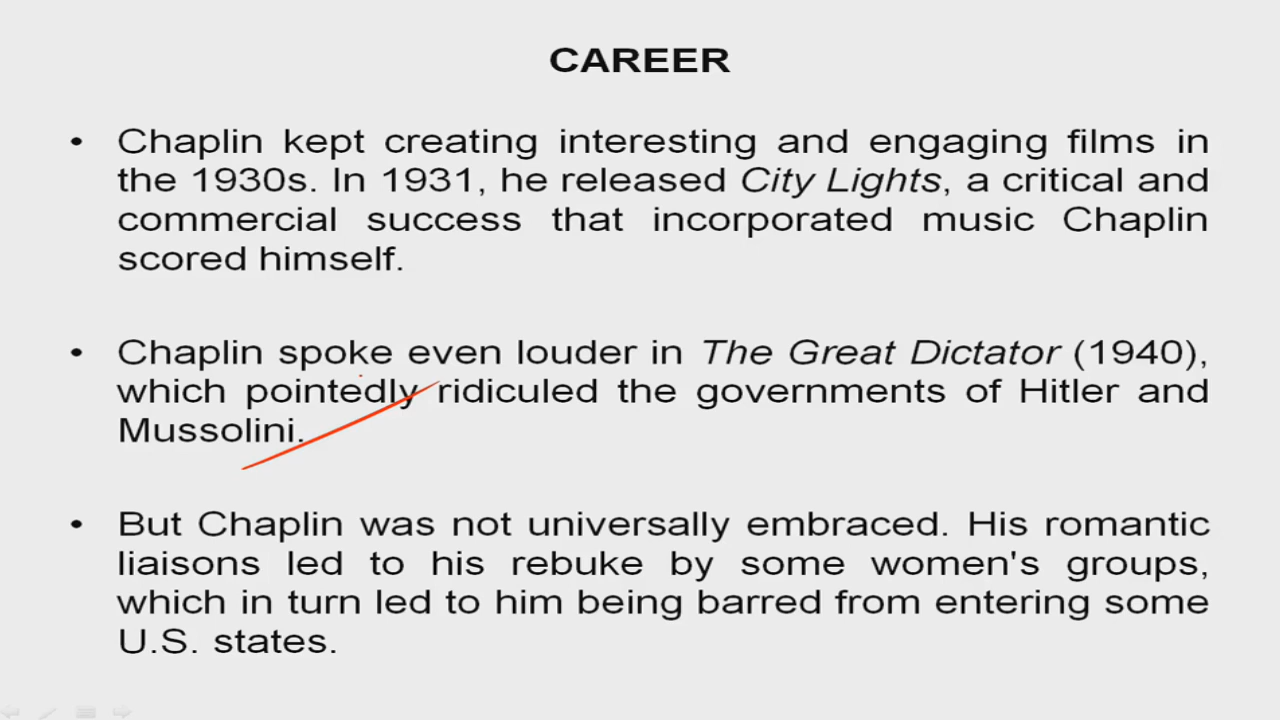 CAREER
• Chaplin kept creating interesting and engaging films in
the 1930s. In 1931, he released City Lights, a critical and
commercial success that incorporated music Chaplin
scored himself.
• Chaplin spoke even louder in The Great Dictator (1940),
which pointedly ridiculed the governments of Hitler and
Mussolini.
• But Chaplin was not universally embraced. His romantic
liaisons led to his rebuke by some women's groups,
which in turn led to him being barred from entering some
U.S. states.